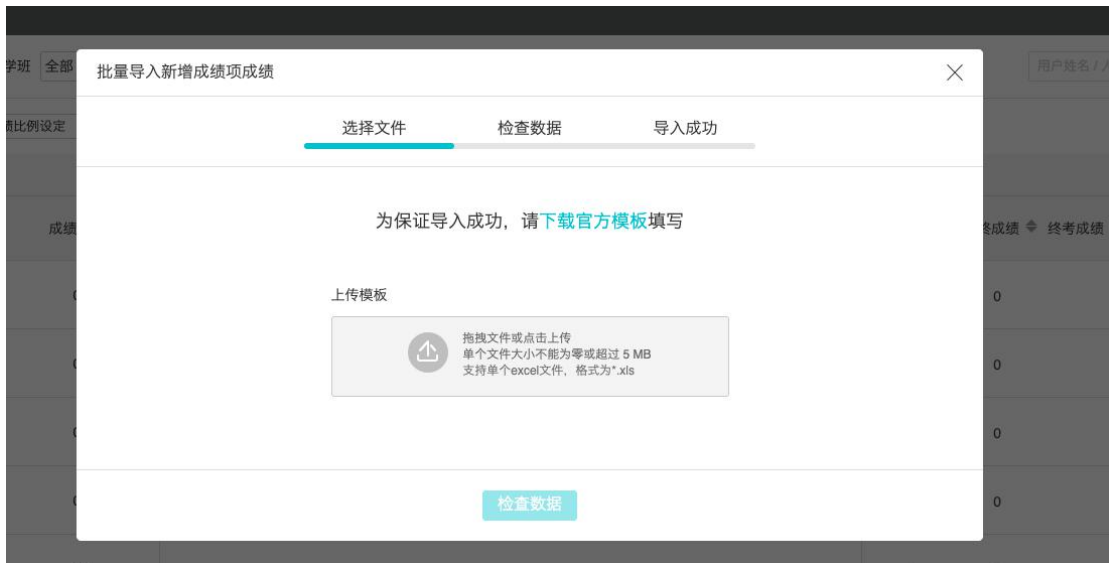 学班 全部
用户姓名 / 人
批量导入新增成绩项成绩
绩比例设定
选择文件 检查数据 导入成功
为保证导入成功，请下载官方模板填写
成绩
终成绩 终考成绩
上传模板
0
拖拽文件或点击上传
单个文件大小不能为零或超过 5 MB
支持单个excel文件，格式为*.xls
0
0
检查数据
0